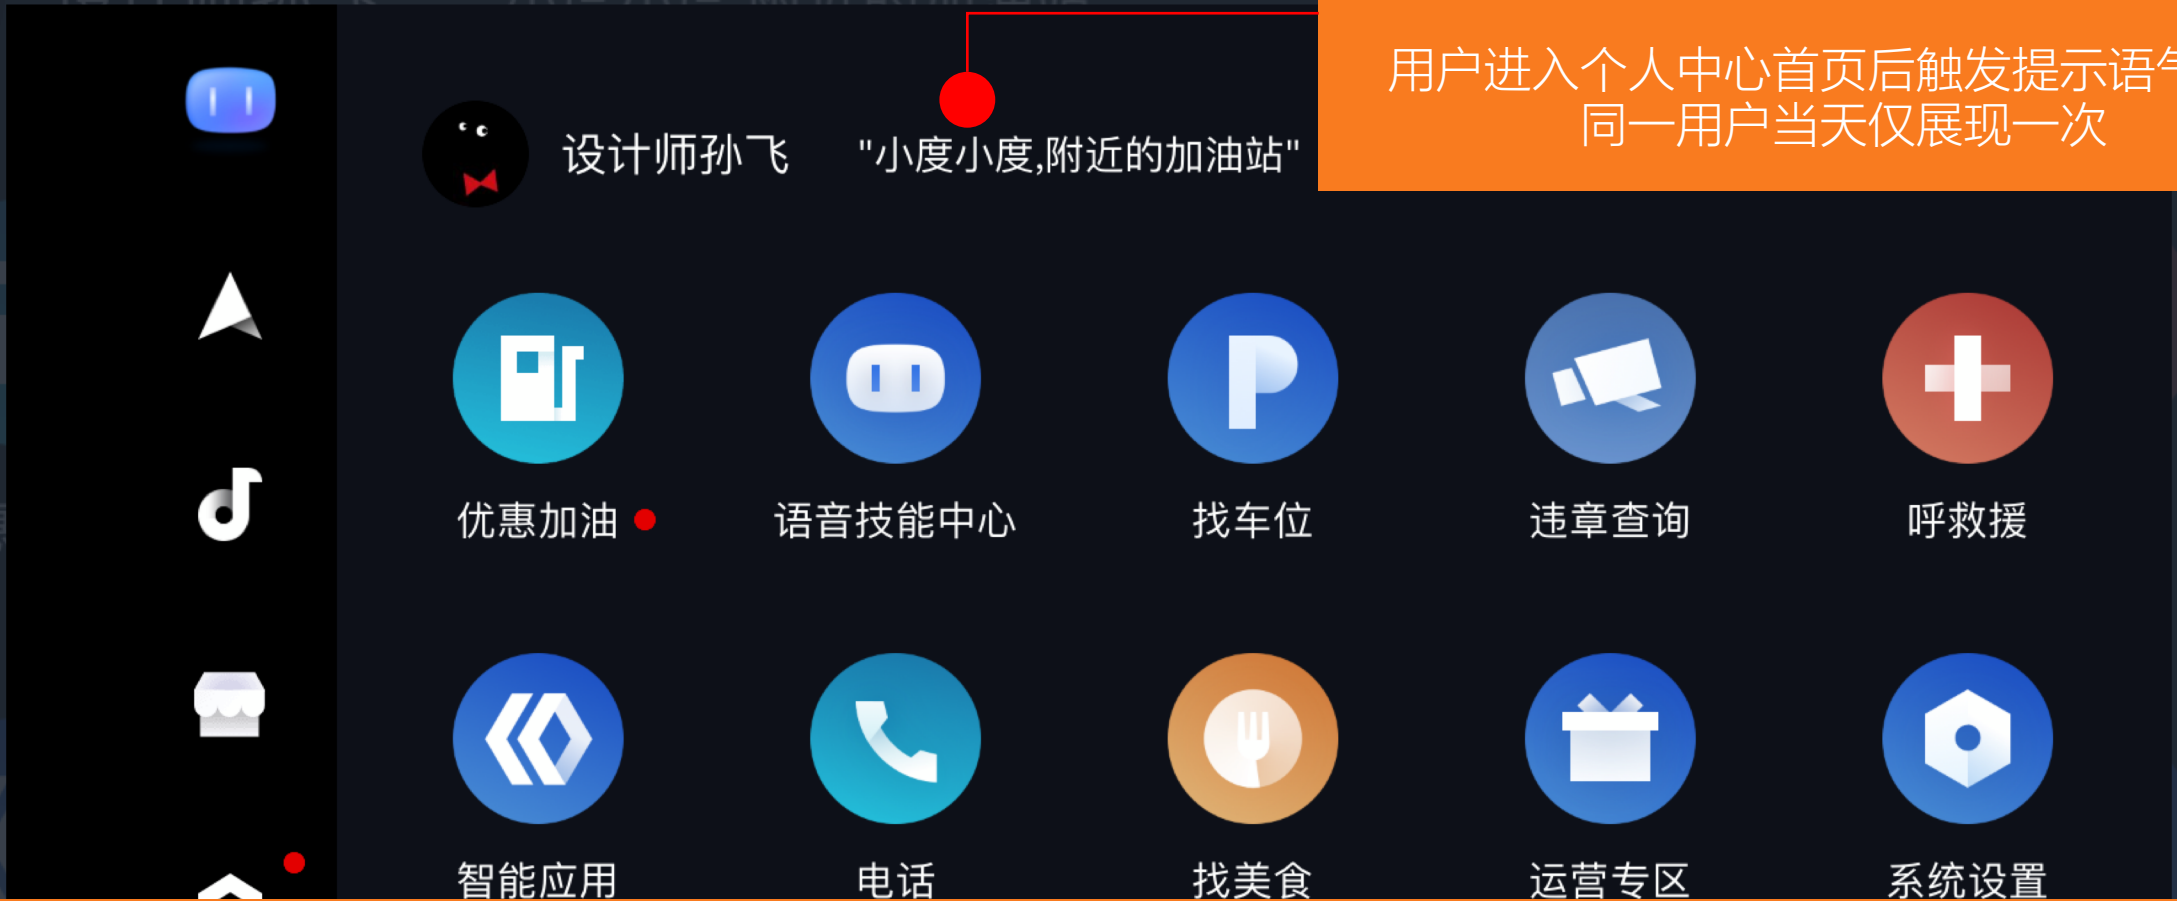 用户进入个人中心首页后触发提示语
同一用户当天仅展现一次
设计师孙飞
"小度小度,附近的加油站"
优惠加油
语音技能中心
找车位
违章查询
呼救援
智能应用
电话
找美食
运营专区
系统设置